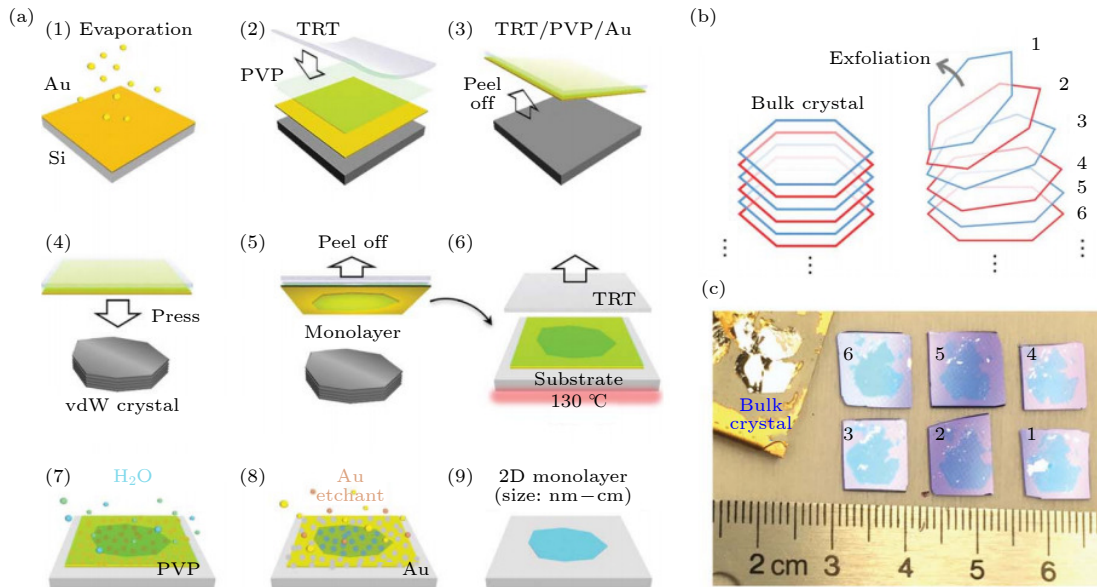 (a)
(1) Evaporation
Au
Si
(2) TRT
PVP
(3) TRT/PVP/Au
Peel
off
(4)
Press
vdW crystal
(5) Peel off
Monolayer
(6)
TRT
Substrate
130 ℃
(7) H₂O
PVP
(8) Au
etchant
Au
(9) 2D monolayer
(size: nm−cm)
(b)
Bulk crystal
Exfoliation
1
2
3
4
5
6
(c)
Bulk
crystal
6 5 4
3 2 1
2 cm 3 4 5 6